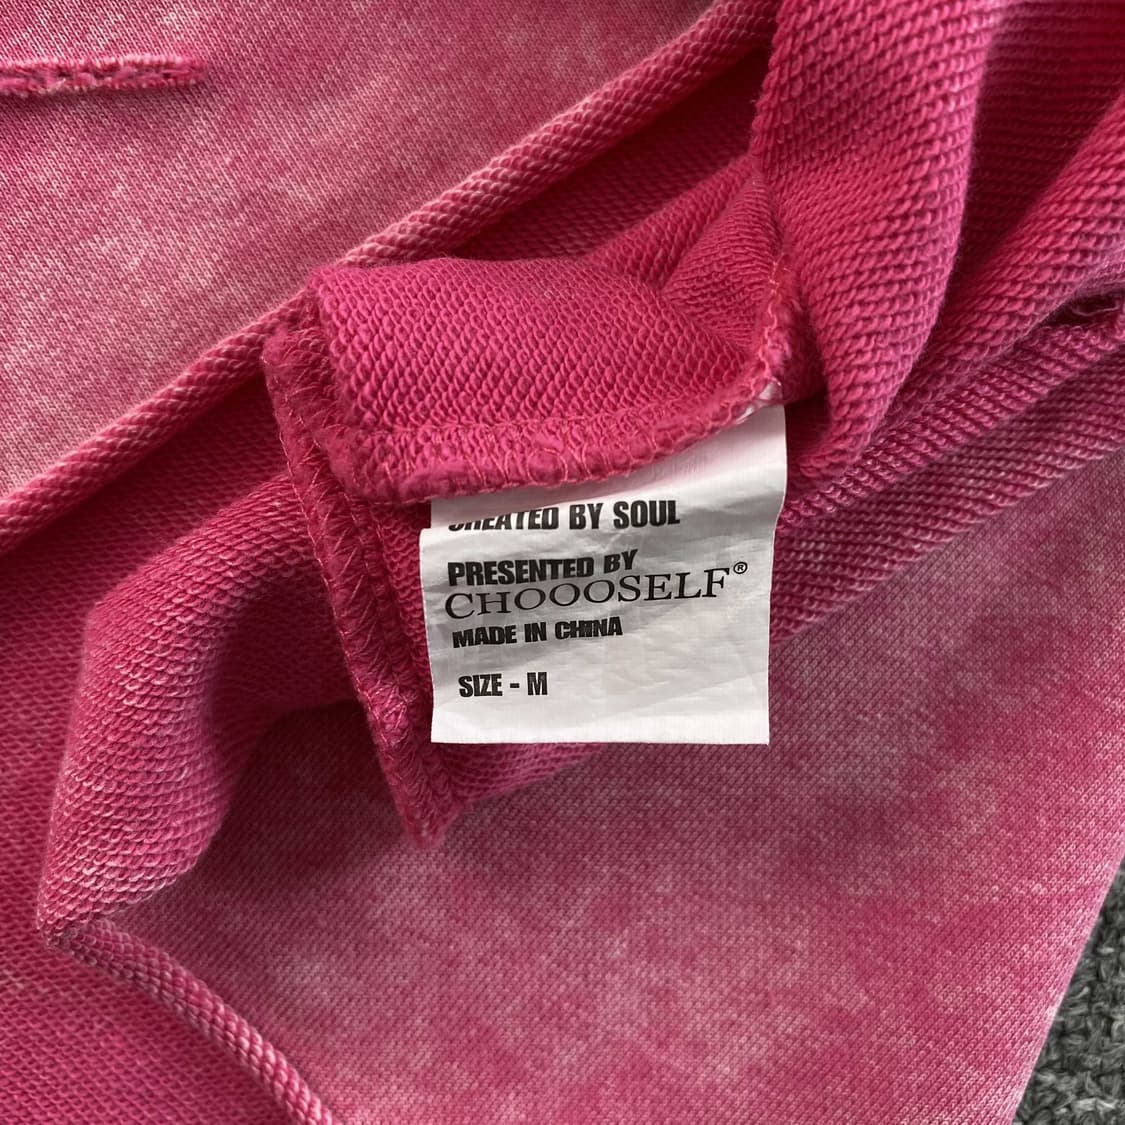 CREATED BY SOUL
PRESENTED BY
CHOOOSELF®
MADE IN CHINA
SIZE - M